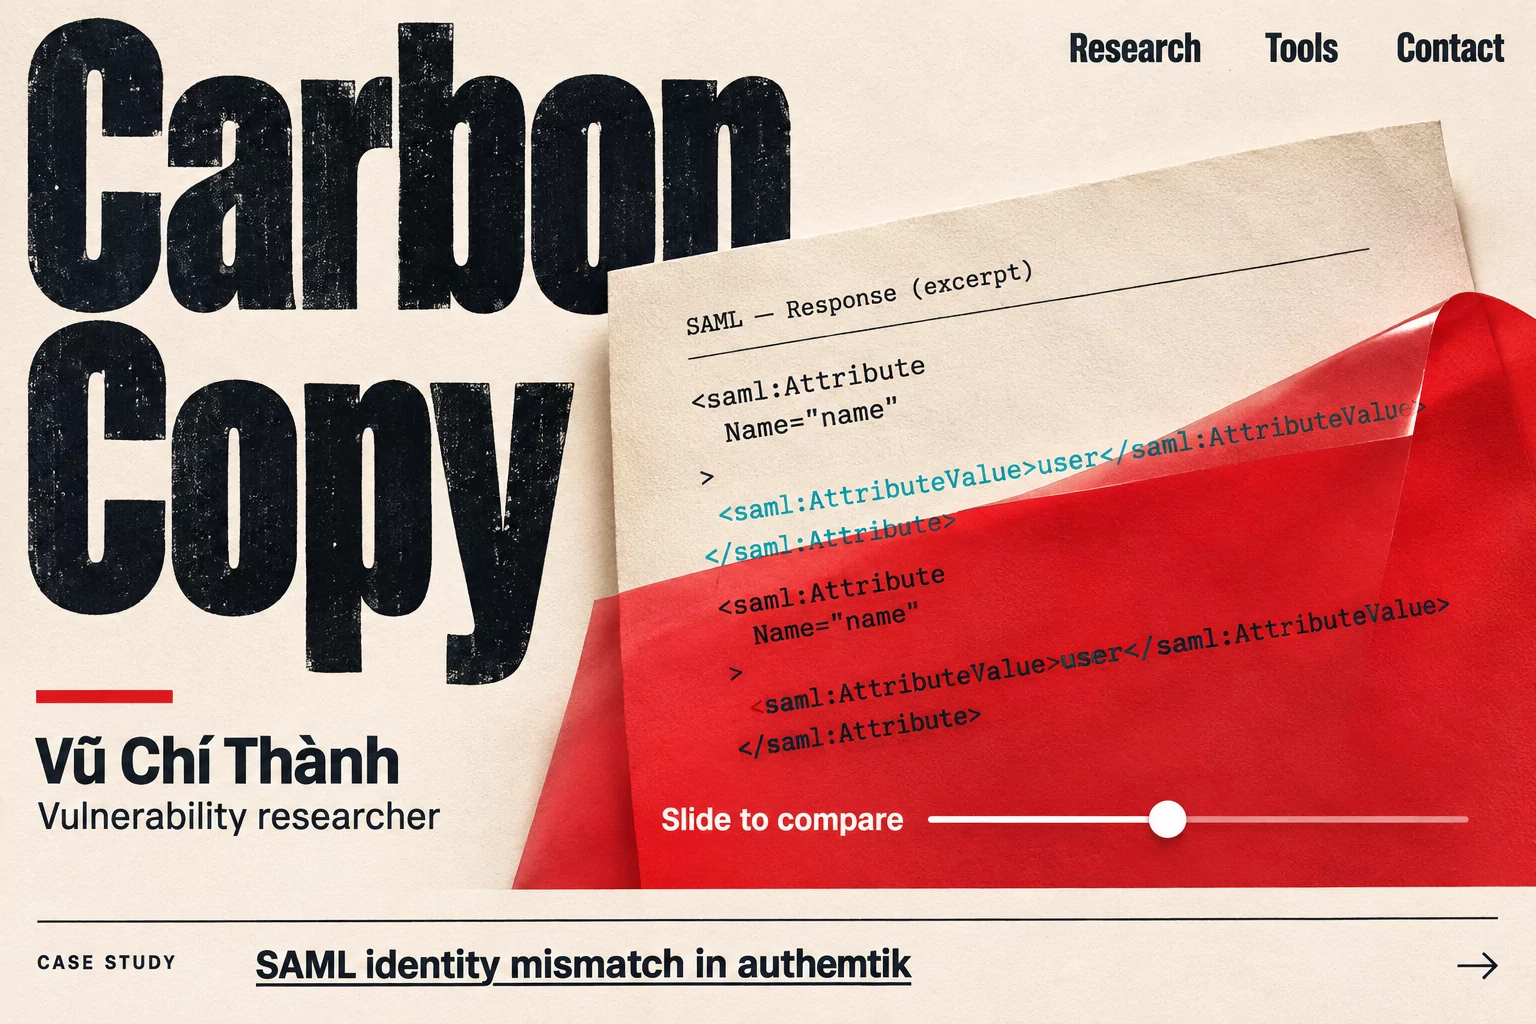 Carbon
Copy
Research
Tools
Contact
SAML — Response (excerpt)
<saml:Attribute
Name="name"
>
<saml:AttributeValue>user</saml:AttributeValue>
</saml:Attribute>
<saml:Attribute
Name="name"
>
<saml:AttributeValue>user</saml:AttributeValue>
</saml:Attribute>
Slide to compare
Vũ Chí Thành
Vulnerability researcher
CASE STUDY
SAML identity mismatch in authemtik
→